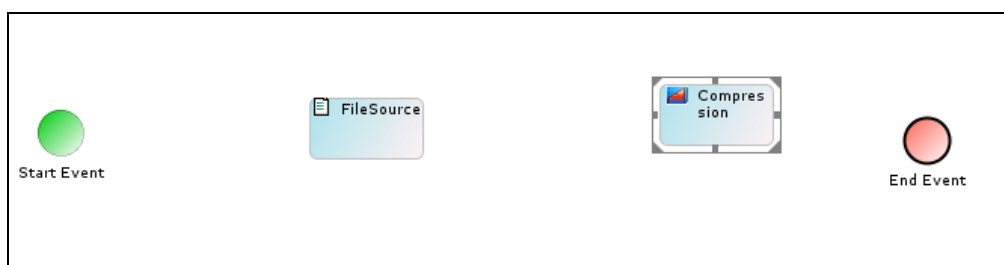 FileSource
Compres
sion
Start Event
End Event